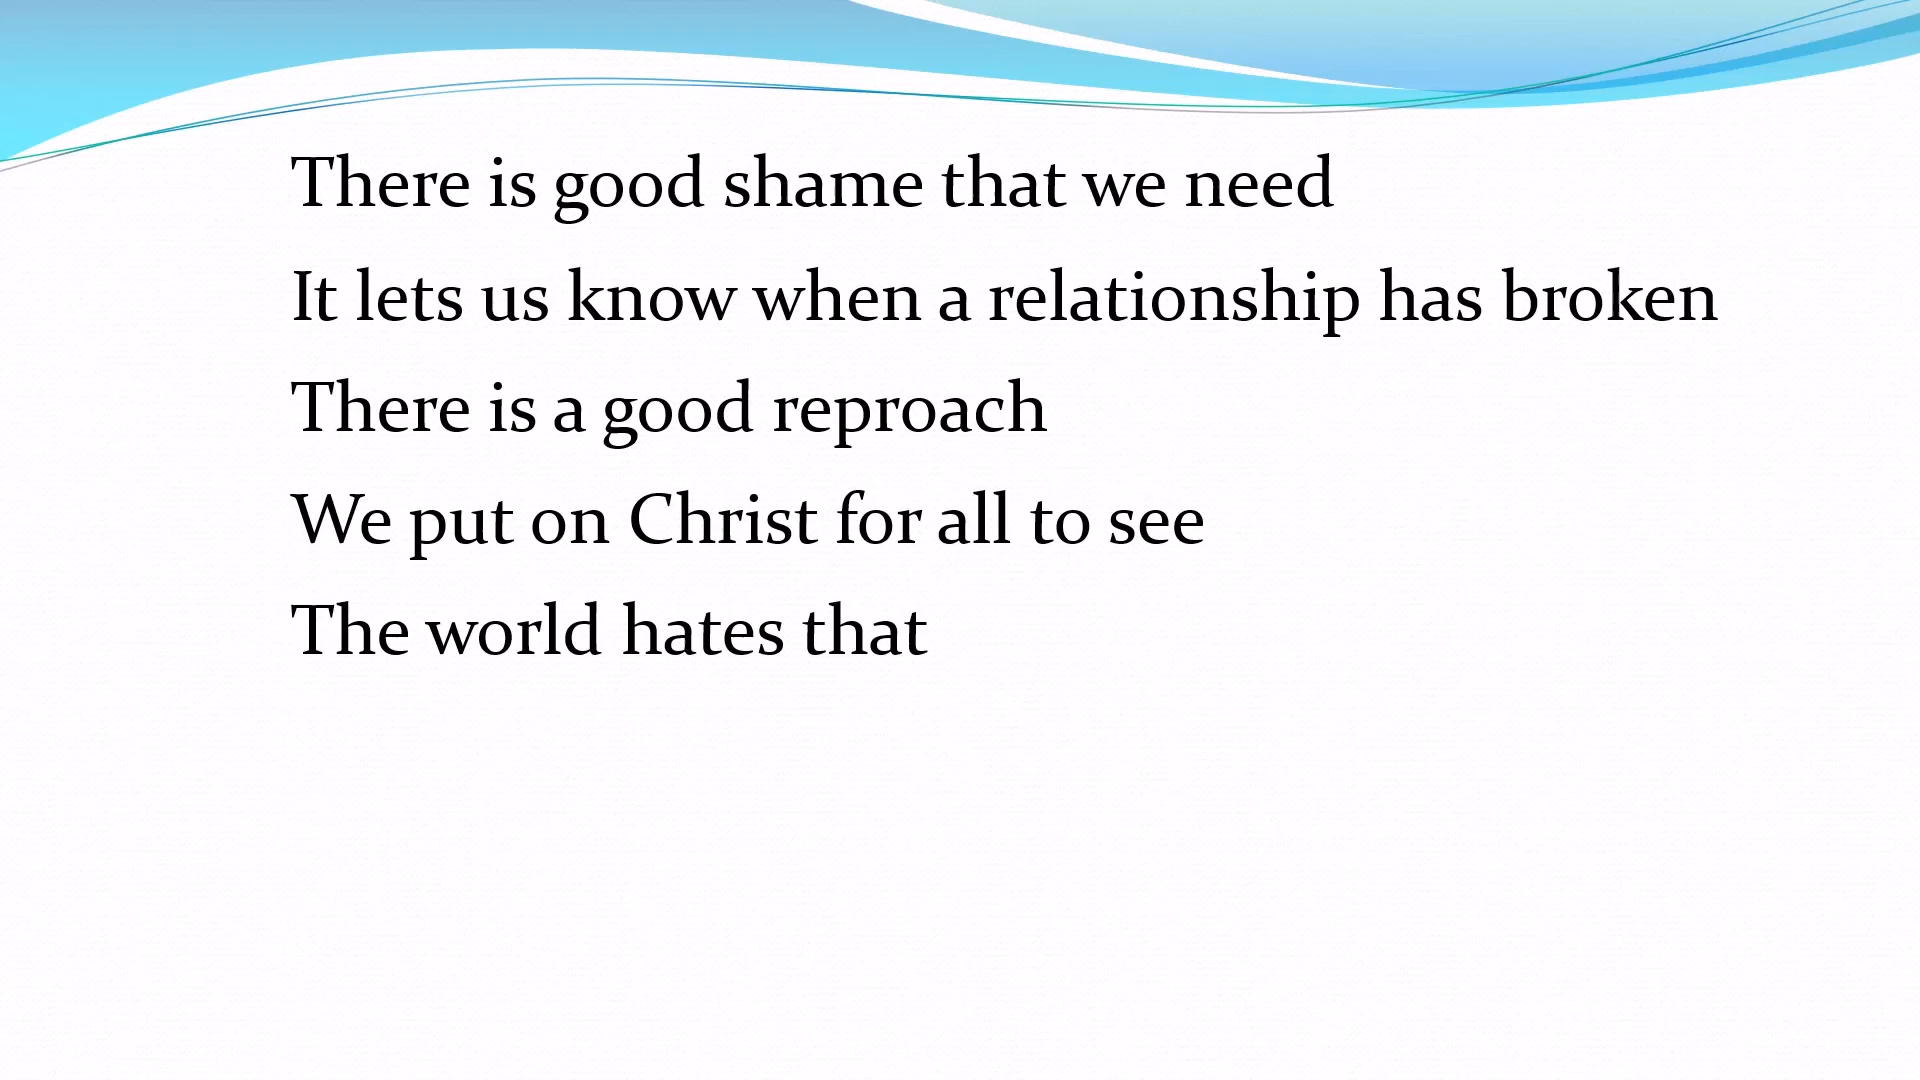 There is good shame that we need
It lets us know when a relationship has broken
There is a good reproach
We put on Christ for all to see
The world hates that